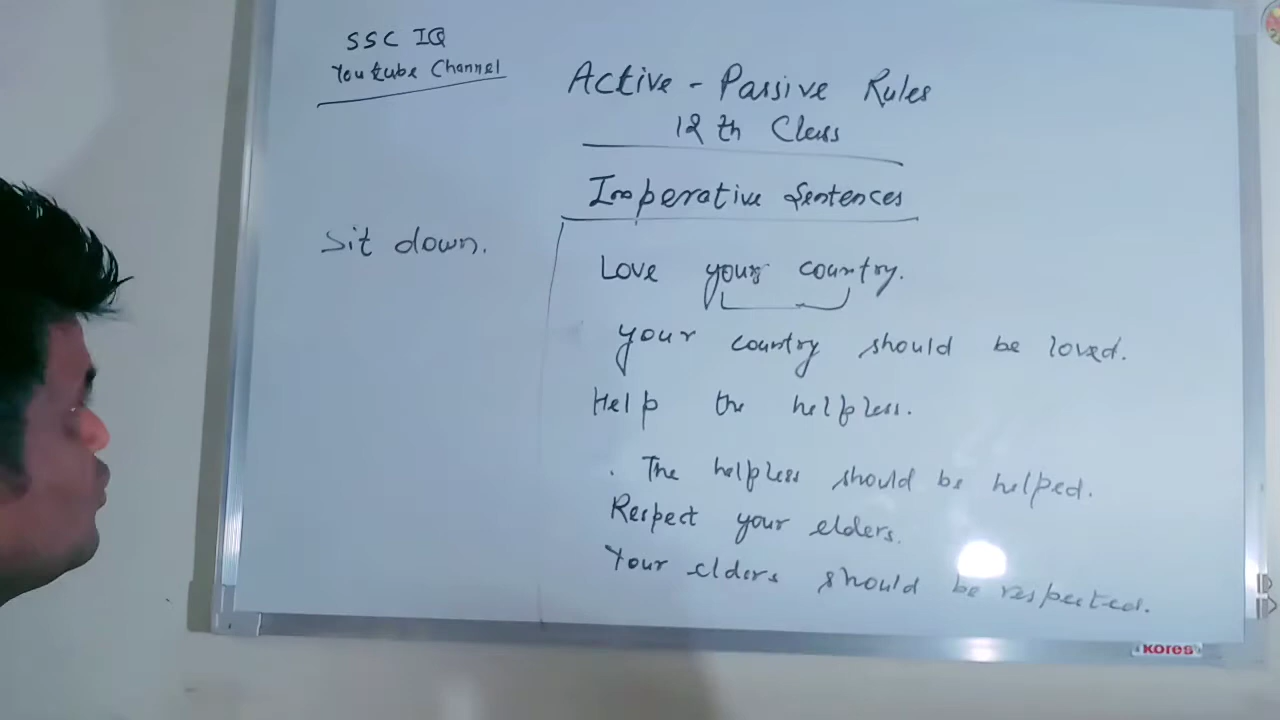 SSC IQ
Youtube Channel
Active - Passive Rules
12 th Class
Imperative Sentences
Sit down.
Love your country.
your country should be loved.
Help the helpless.
. The helpless should be helped.
Respect your elders.
Your elders should be respected.
KORES